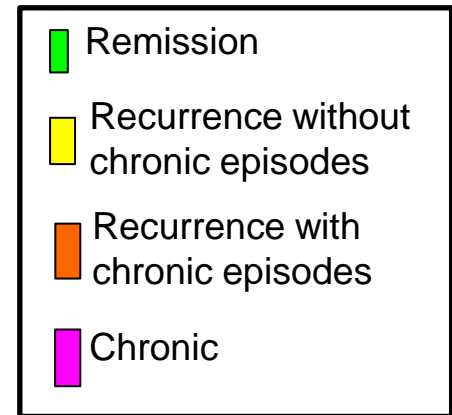 Remission
Recurrence without
chronic episodes
Recurrence with
chronic episodes
Chronic